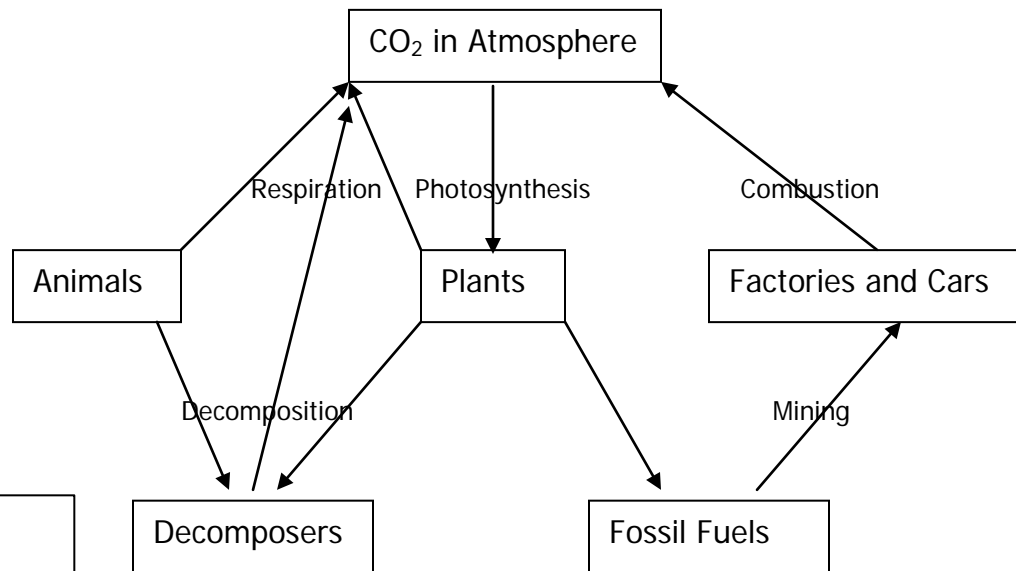 CO₂ in Atmosphere
Respiration
Photosynthesis
Combustion
Animals
Plants
Factories and Cars
Decomposition
Mining
Decomposers
Fossil Fuels